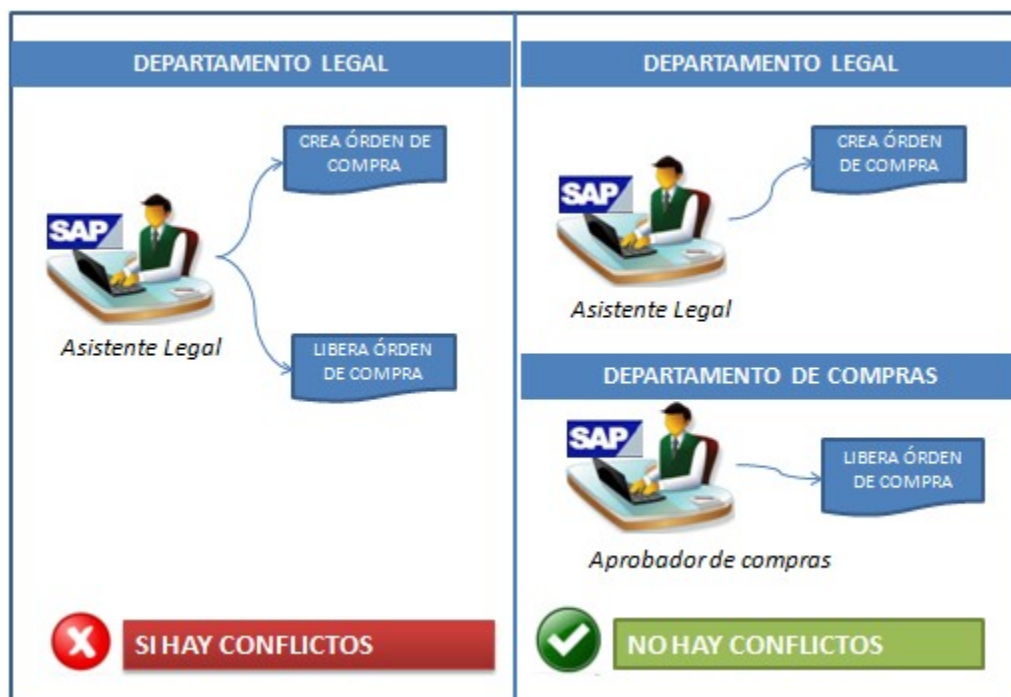 DEPARTAMENTO LEGAL
CREA ÓRDEN DE
COMPRA
SAP
Asistente Legal
LIBERA ÓRDEN
DE COMPRA
SI HAY CONFLICTOS
DEPARTAMENTO LEGAL
CREA ÓRDEN
DE COMPRA
SAP
Asistente Legal
DEPARTAMENTO DE COMPRAS
SAP
LIBERA ÓRDEN
DE COMPRA
Aprobador de compras
NO HAY CONFLICTOS